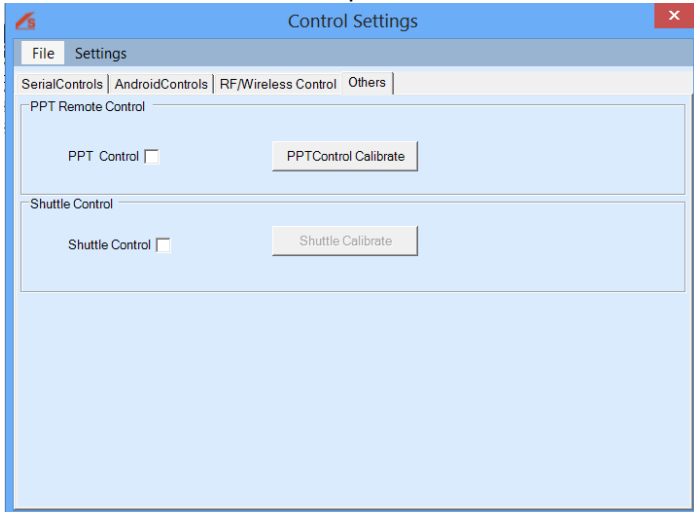 Control Settings
File Settings
SerialControls AndroidControls RF/Wireless Control Others
PPT Remote Control
PPT Control PPTControl Calibrate
Shuttle Control
Shuttle Control Shuttle Calibrate